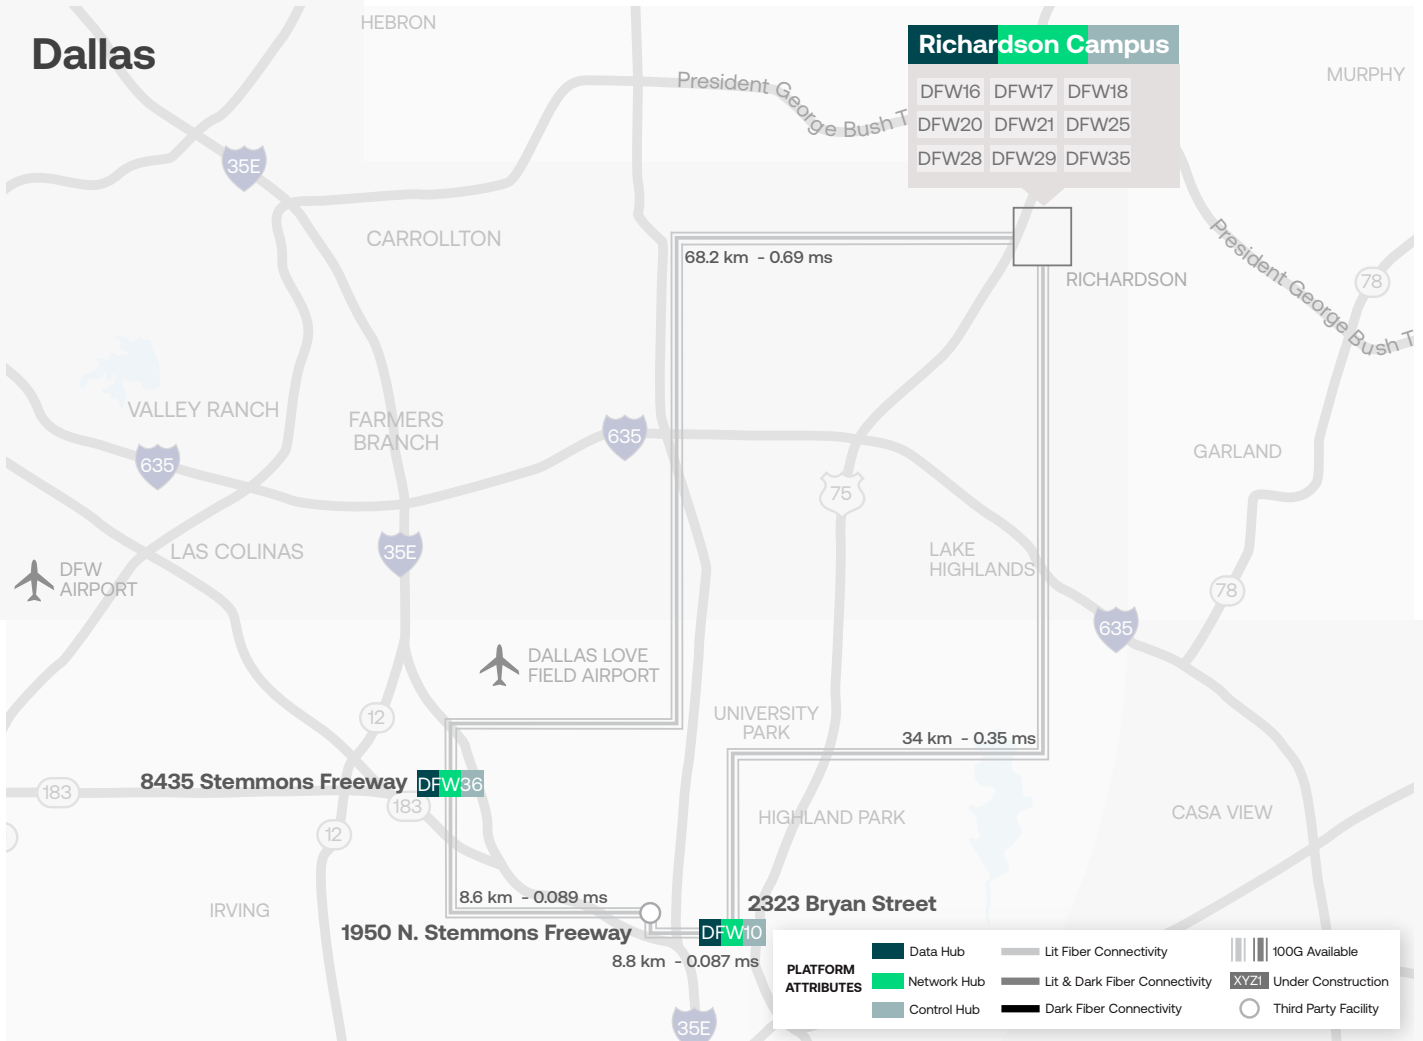 Dallas
HEBRON
Richardson Campus
President George Bush T
MURPHY
DFW16 DFW17 DFW18
DFW20 DFW21 DFW25
DFW28 DFW29 DFW35
35E
CARROLLTON
68.2 km - 0.69 ms
RICHARDSON
President George Bush T
78
VALLEY RANCH
FARMERS
BRANCH
635
635
GARLAND
75
LAS COLINAS
35E
LAKE
HIGHLANDS
DFW
AIRPORT
78
635
DALLAS LOVE
FIELD AIRPORT
12
UNIVERSITY
PARK
34 km - 0.35 ms
8435 Stemmons Freeway
DFW36
183
183
12
HIGHLAND PARK
CASA VIEW
8.6 km - 0.089 ms
IRVING
2323 Bryan Street
1950 N. Stemmons Freeway
DFW10
8.8 km - 0.087 ms
35E
PLATFORM
ATTRIBUTES
Data Hub
Network Hub
Control Hub
Lit Fiber Connectivity
Lit & Dark Fiber Connectivity
Dark Fiber Connectivity
100G Available
XYZ1 Under Construction
Third Party Facility